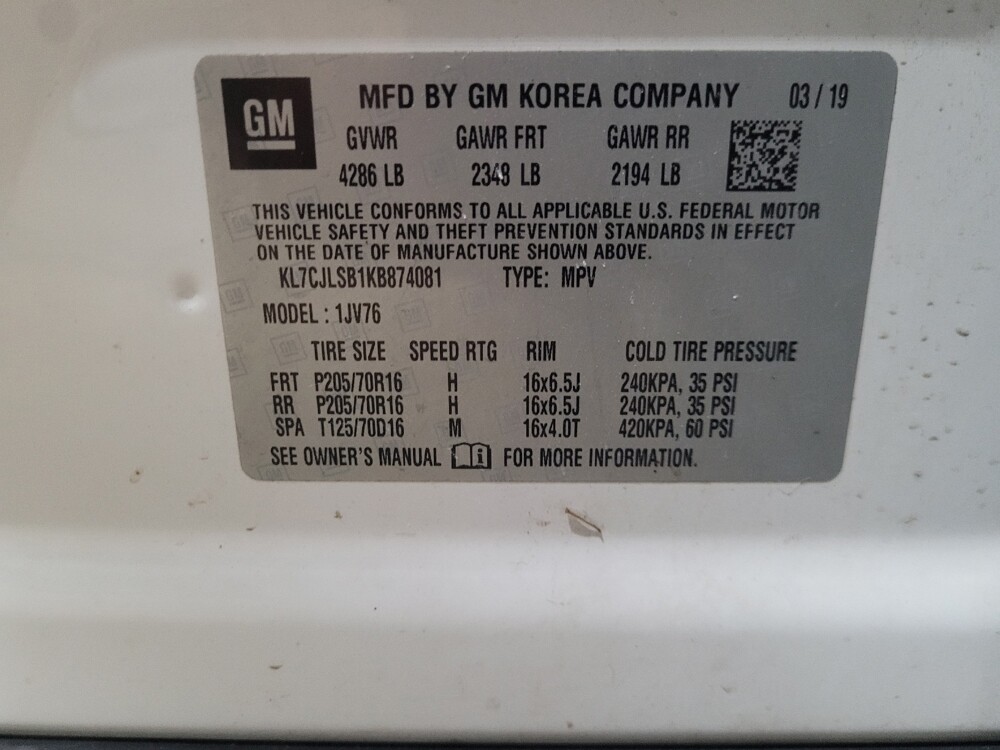 GM
MFD BY GM KOREA COMPANY 03/19
GVWR GAWR FRT GAWR RR
4286 LB 2348 LB 2194 LB
THIS VEHICLE CONFORMS TO ALL APPLICABLE U.S. FEDERAL MOTOR
VEHICLE SAFETY AND THEFT PREVENTION STANDARDS IN EFFECT
ON THE DATE OF MANUFACTURE SHOWN ABOVE.
KL7CJLSB1KB874081 TYPE: MPV
MODEL : 1JV76
TIRE SIZE SPEED RTG RIM COLD TIRE PRESSURE
FRT P205/70R16 H 16x6.5J 240KPA, 35 PSI
RR P205/70R16 H 16x6.5J 240KPA, 35 PSI
SPA T125/70D16 M 16x4.0T 420KPA, 60 PSI
SEE OWNER'S MANUAL i FOR MORE INFORMATION.